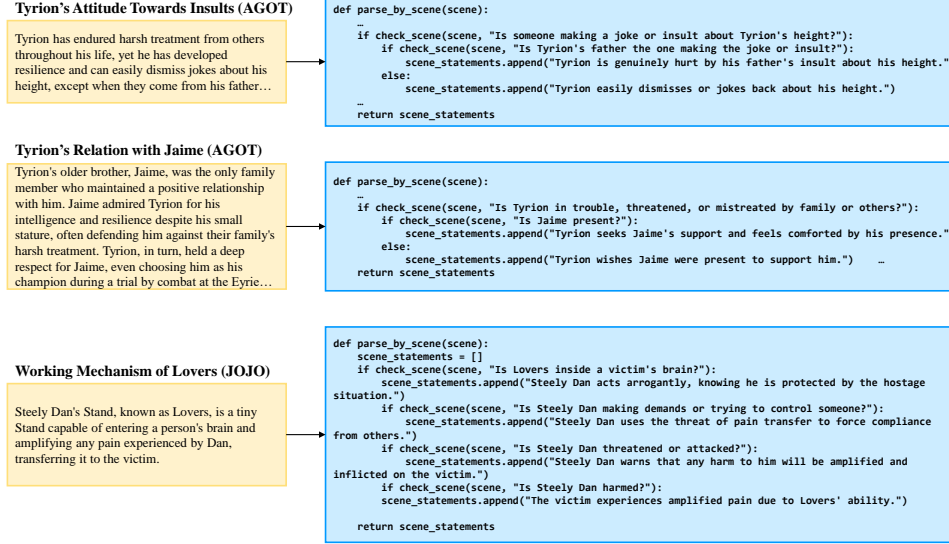 Tyrion's Attitude Towards Insults (AGOT)
Tyrion has endured harsh treatment from others
throughout his life, yet he has developed
resilience and can easily dismiss jokes about his
height, except when they come from his father…
def parse_by_scene(scene):
…
if check_scene(scene, "Is someone making a joke or insult about Tyrion's height?"):
if check_scene(scene, "Is Tyrion's father the one making the joke or insult?"):
scene_statements.append("Tyrion is genuinely hurt by his father's insult about his height."
else:
scene_statements.append("Tyrion easily dismisses or jokes back about his height.")
…
return scene_statements
Tyrion's Relation with Jaime (AGOT)
Tyrion's older brother, Jaime, was the only family
member who maintained a positive relationship
with him. Jaime admired Tyrion for his
intelligence and resilience despite his small
stature, often defending him against their family's
harsh treatment. Tyrion, in turn, held a deep
respect for Jaime, even choosing him as his
champion during a trial by combat at the Eyrie…
def parse_by_scene(scene):
…
if check_scene(scene, "Is Tyrion in trouble, threatened, or mistreated by family or others?"):
if check_scene(scene, "Is Jaime present?"):
scene_statements.append("Tyrion seeks Jaime's support and feels comforted by his presence."
else:
scene_statements.append("Tyrion wishes Jaime were present to support him.") …
return scene_statements
Working Mechanism of Lovers (JOJO)
Steely Dan's Stand, known as Lovers, is a tiny
Stand capable of entering a person's brain and
amplifying any pain experienced by Dan,
transferring it to the victim.
def parse_by_scene(scene):
scene_statements = []
if check_scene(scene, "Is Lovers inside a victim's brain?"):
scene_statements.append("Steely Dan acts arrogantly, knowing he is protected by the hostage
situation.")
if check_scene(scene, "Is Steely Dan making demands or trying to control someone?"):
scene_statements.append("Steely Dan uses the threat of pain transfer to force compliance
from others.")
if check_scene(scene, "Is Steely Dan threatened or attacked?"):
scene_statements.append("Steely Dan warns that any harm to him will be amplified and
inflicted on the victim.")
if check_scene(scene, "Is Steely Dan harmed?"):
scene_statements.append("The victim experiences amplified pain due to Lovers' ability.")
return scene_statements